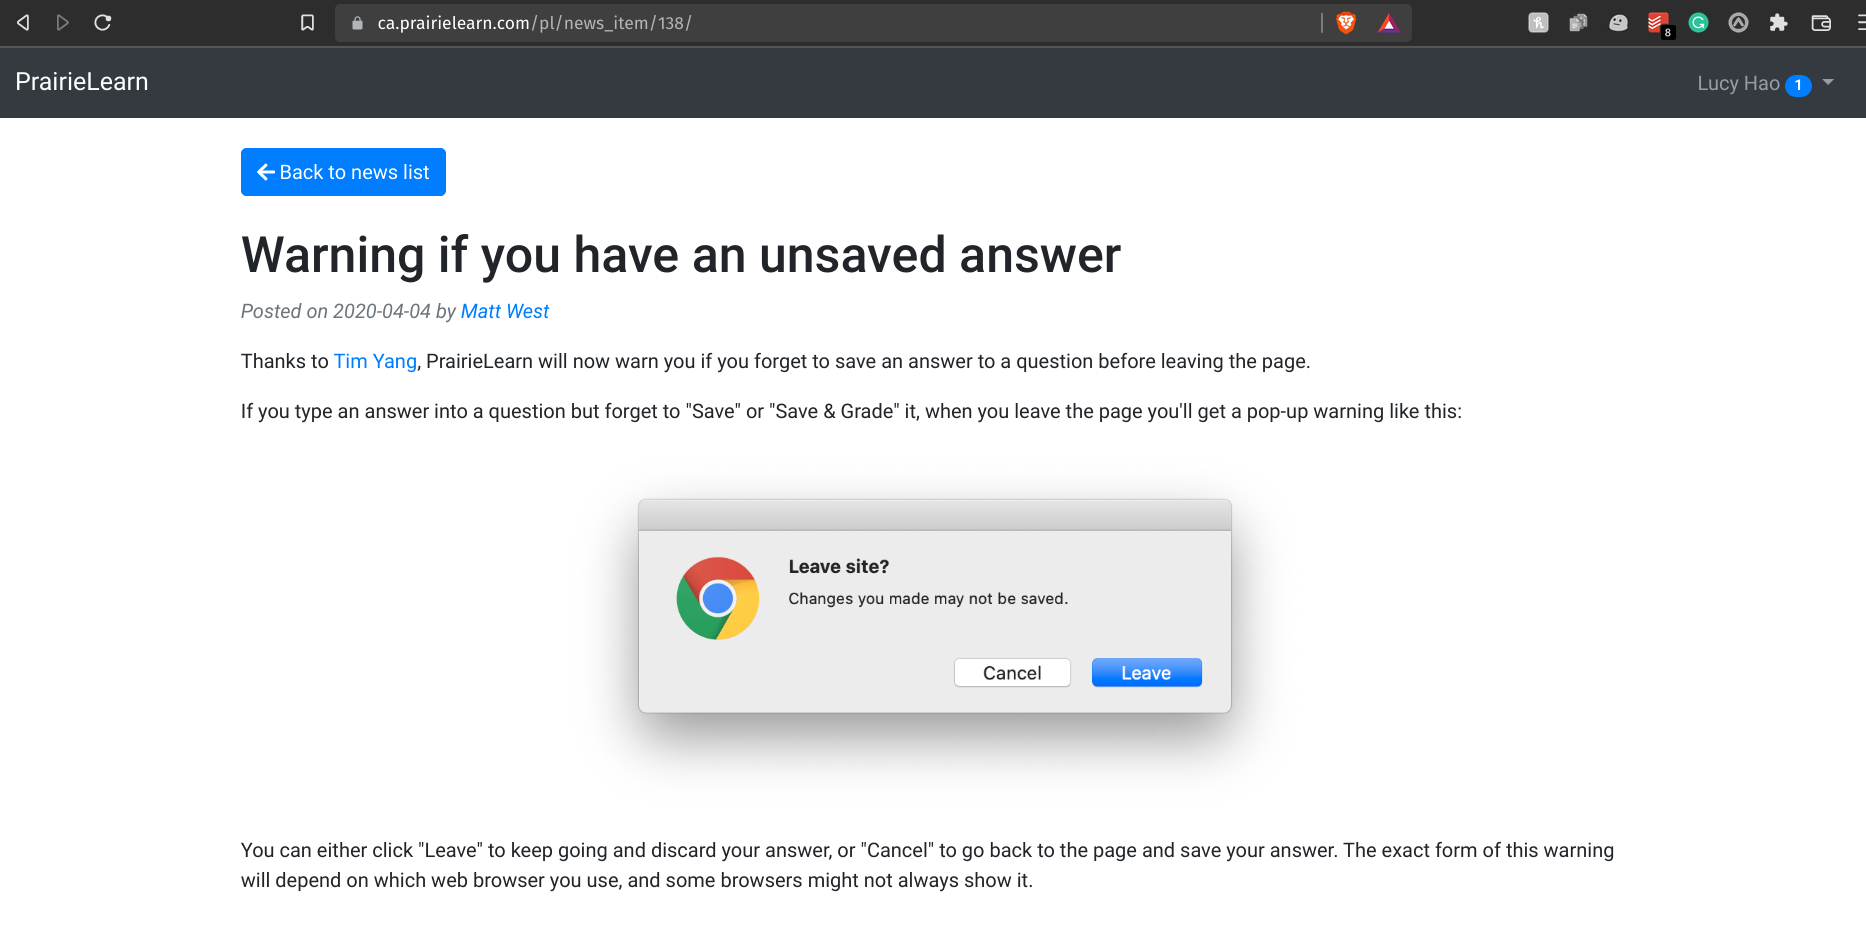 ca.prairielearn.com/pl/news_item/138/
8
PrairieLearn
Lucy Hao 1
Back to news list
Warning if you have an unsaved answer
Posted on 2020-04-04 by Matt West
Thanks to Tim Yang, PrairieLearn will now warn you if you forget to save an answer to a question before leaving the page.
If you type an answer into a question but forget to "Save" or "Save & Grade" it, when you leave the page you'll get a pop-up warning like this:
Leave site?
Changes you made may not be saved.
Cancel Leave
You can either click "Leave" to keep going and discard your answer, or "Cancel" to go back to the page and save your answer. The exact form of this warning
will depend on which web browser you use, and some browsers might not always show it.